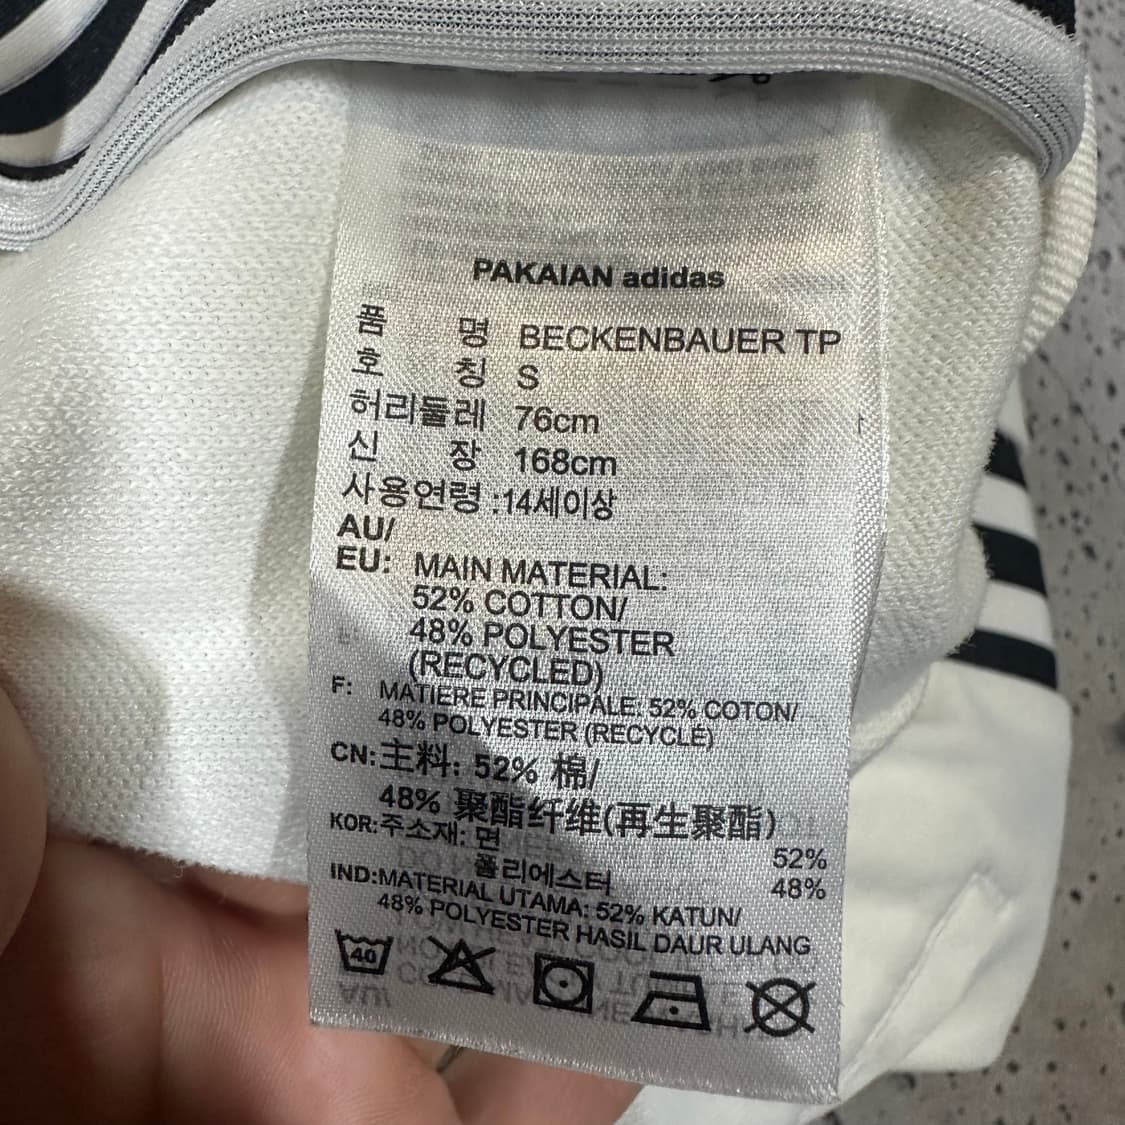 PAKAIAN adidas
품 명 BECKENBAUER TP
호 칭 S
허리둘레 76cm
신 장 168cm
사용연령 :14세이상
AU/
EU: MAIN MATERIAL:
52% COTTON/
48% POLYESTER
(RECYCLED)
F: MATIERE PRINCIPALE: 52% COTON/
48% POLYESTER (RECYCLE)
CN:主料: 52% 棉/
48% 聚酯纤维(再生聚酯)
KOR:주소재: 면 52%
폴리에스터 48%
IND:MATERIAL UTAMA: 52% KATUN/
48% POLYESTER HASIL DAUR ULANG
40